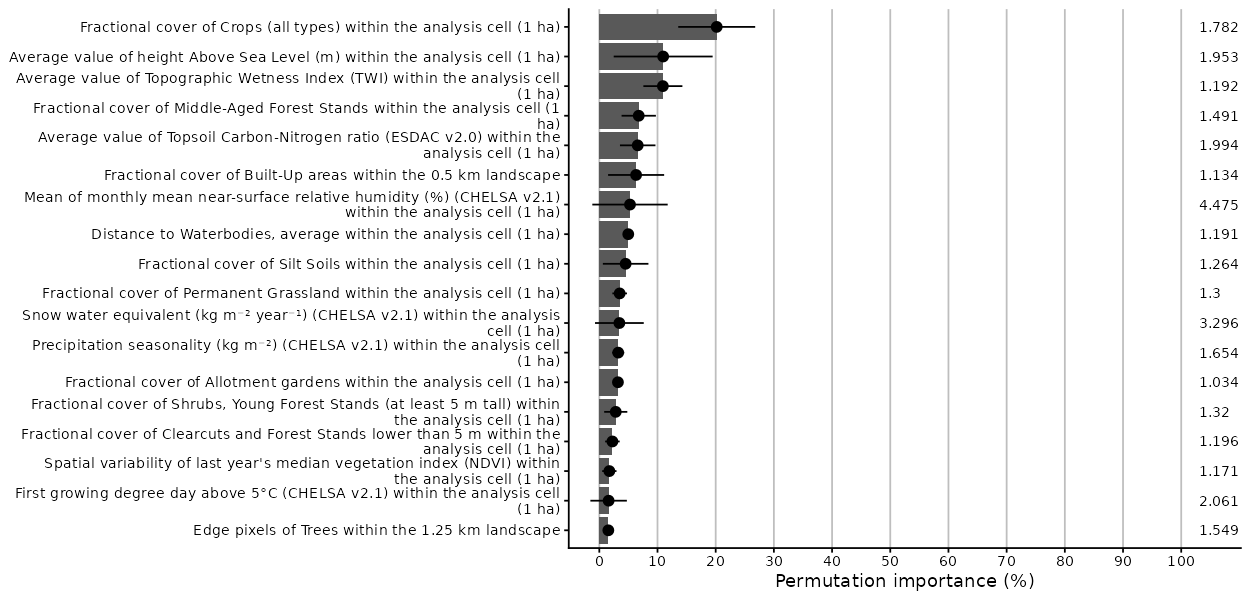 Fractional cover of Crops (all types) within the analysis cell (1 ha) 1.782
Average value of height Above Sea Level (m) within the analysis cell (1 ha) 1.953
Average value of Topographic Wetness Index (TWI) within the analysis cell
(1 ha) 1.192
Fractional cover of Middle-Aged Forest Stands within the analysis cell (1
ha) 1.491
Average value of Topsoil Carbon-Nitrogen ratio (ESDAC v2.0) within the
analysis cell (1 ha) 1.994
Fractional cover of Built-Up areas within the 0.5 km landscape 1.134
Mean of monthly mean near-surface relative humidity (%) (CHELSA v2.1)
within the analysis cell (1 ha) 4.475
Distance to Waterbodies, average within the analysis cell (1 ha) 1.191
Fractional cover of Silt Soils within the analysis cell (1 ha) 1.264
Fractional cover of Permanent Grassland within the analysis cell (1 ha) 1.3
Snow water equivalent (kg m⁻² year⁻¹) (CHELSA v2.1) within the analysis
cell (1 ha) 3.296
Precipitation seasonality (kg m⁻²) (CHELSA v2.1) within the analysis cell
(1 ha) 1.654
Fractional cover of Allotment gardens within the analysis cell (1 ha) 1.034
Fractional cover of Shrubs, Young Forest Stands (at least 5 m tall) within
the analysis cell (1 ha) 1.32
Fractional cover of Clearcuts and Forest Stands lower than 5 m within the
analysis cell (1 ha) 1.196
Spatial variability of last year's median vegetation index (NDVI) within
the analysis cell (1 ha) 1.171
First growing degree day above 5°C (CHELSA v2.1) within the analysis cell
(1 ha) 2.061
Edge pixels of Trees within the 1.25 km landscape 1.549
0 10 20 30 40 50 60 70 80 90 100
Permutation importance (%)